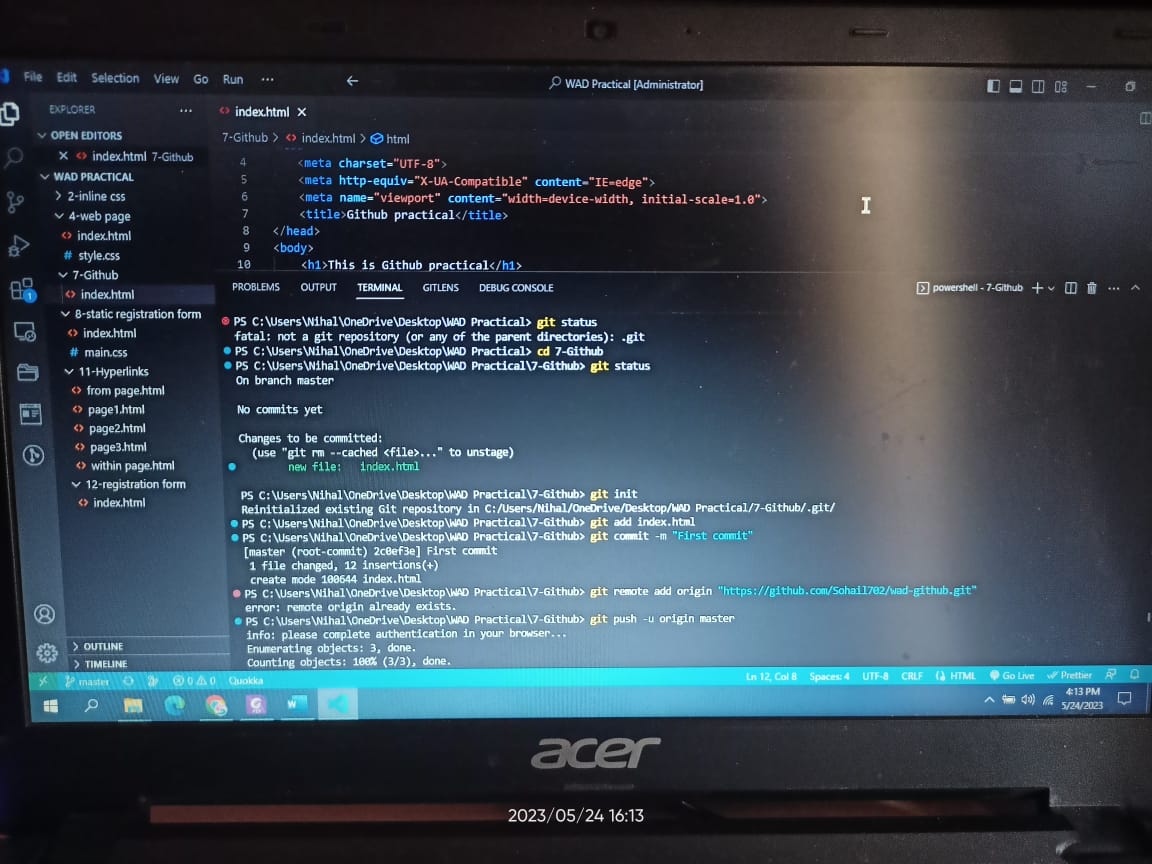 File Edit Selection View Go Run ...
WAD Practical [Administrator]
EXPLORER ...
OPEN EDITORS
index.html 7-Github
WAD PRACTICAL
2-inline css
4-web page
index.html
# style.css
7-Github
index.html
8-static registration form
index.html
# main.css
11-Hyperlinks
from page.html
page1.html
page2.html
page3.html
within page.html
12-registration form
index.html
OUTLINE
TIMELINE
1
index.html
7-Github > index.html > html
4 <meta charset="UTF-8">
5 <meta http-equiv="X-UA-Compatible" content="IE=edge">
6 <meta name="viewport" content="width=device-width, initial-scale=1.0">
7 <title>Github practical</title>
8 </head>
9 <body>
10 <h1>This is Github practical</h1>
PROBLEMS OUTPUT TERMINAL GITLENS DEBUG CONSOLE
powershell - 7-Github
PS C:\Users\Nihal\OneDrive\Desktop\WAD Practical> git status
fatal: not a git repository (or any of the parent directories): .git
PS C:\Users\Nihal\OneDrive\Desktop\WAD Practical> cd 7-Github
PS C:\Users\Nihal\OneDrive\Desktop\WAD Practical\7-Github> git status
On branch master
No commits yet
Changes to be committed:
(use "git rm --cached <file>..." to unstage)
new file: index.html
PS C:\Users\Nihal\OneDrive\Desktop\WAD Practical\7-Github> git init
Reinitialized existing Git repository in C:/Users/Nihal/OneDrive/Desktop/WAD Practical/7-Github/.git/
PS C:\Users\Nihal\OneDrive\Desktop\WAD Practical\7-Github> git add index.html
PS C:\Users\Nihal\OneDrive\Desktop\WAD Practical\7-Github> git commit -m "First commit"
[master (root-commit) 2c0ef3e] First commit
1 file changed, 12 insertions(+)
create mode 100644 index.html
PS C:\Users\Nihal\OneDrive\Desktop\WAD Practical\7-Github> git remote add origin "https://github.com/Sohail702/wad-github.git"
error: remote origin already exists.
PS C:\Users\Nihal\OneDrive\Desktop\WAD Practical\7-Github> git push -u origin master
info: please complete authentication in your browser...
Enumerating objects: 3, done.
Counting objects: 100% (3/3), done.
master 0 0 Quokka
Ln 12, Col 8 Spaces: 4 UTF-8 CRLF HTML Go Live Prettier
4:13 PM
5/24/2023
acer
2023/05/24 16:13